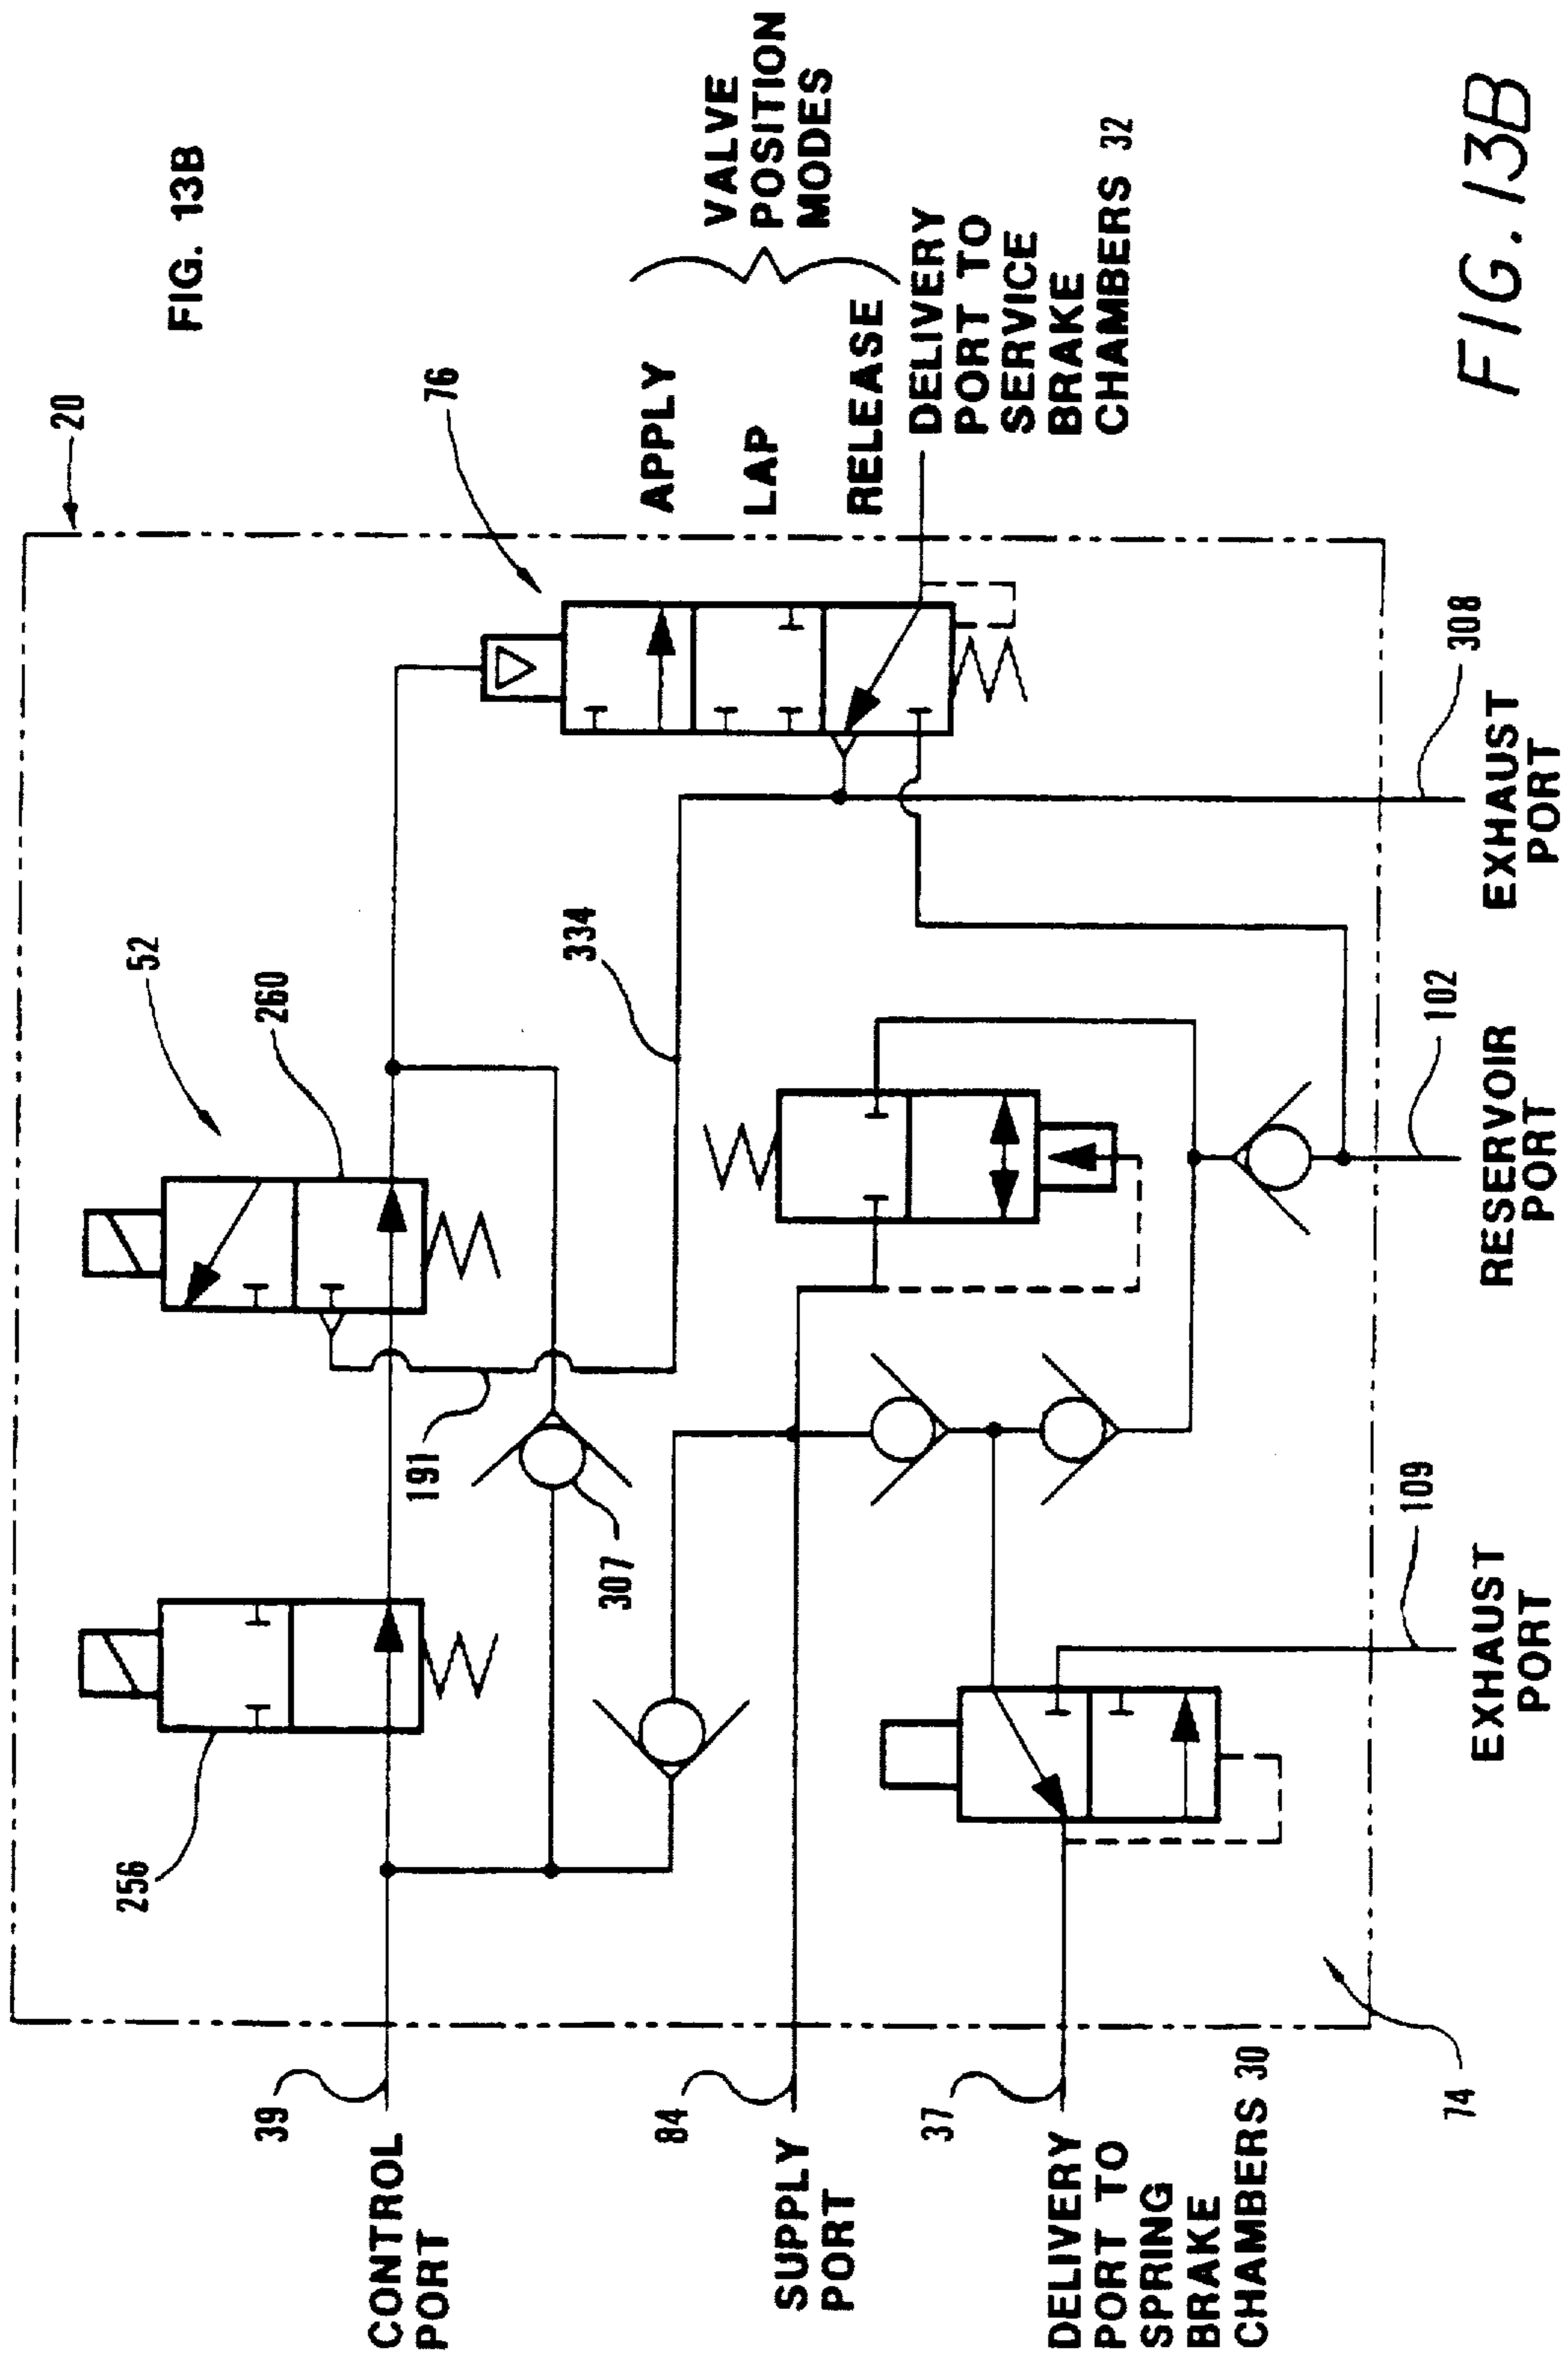 FIG. 13B
20
76
APPLY
LAP
RELEASE
VALVE
POSITION
MODES
DELIVERY
PORT TO
SERVICE
BRAKE
CHAMBERS 32
52
260
256
334
191
307
39
CONTROL
PORT
84
SUPPLY
PORT
37
DELIVERY
PORT TO
SPRING
BRAKE
CHAMBERS 30
74
109
EXHAUST
PORT
102
RESERVOIR
PORT
308
EXHAUST
PORT
FIG. 13B